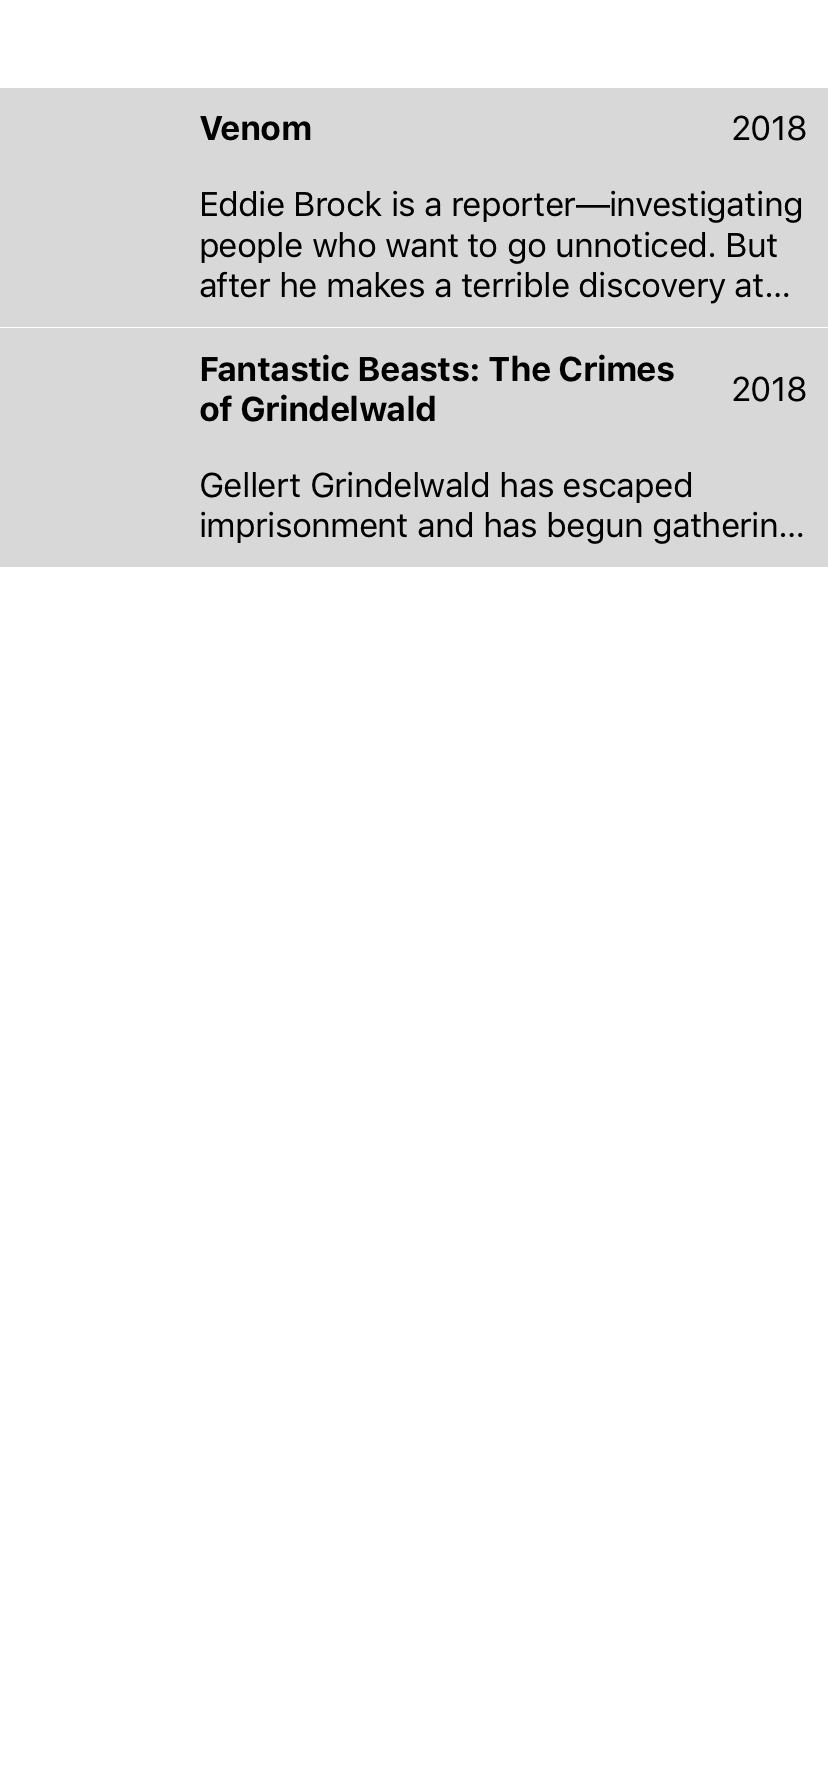 Venom 2018
Eddie Brock is a reporter—investigating
people who want to go unnoticed. But
after he makes a terrible discovery at...
Fantastic Beasts: The Crimes
of Grindelwald
2018
Gellert Grindelwald has escaped
imprisonment and has begun gatherin...